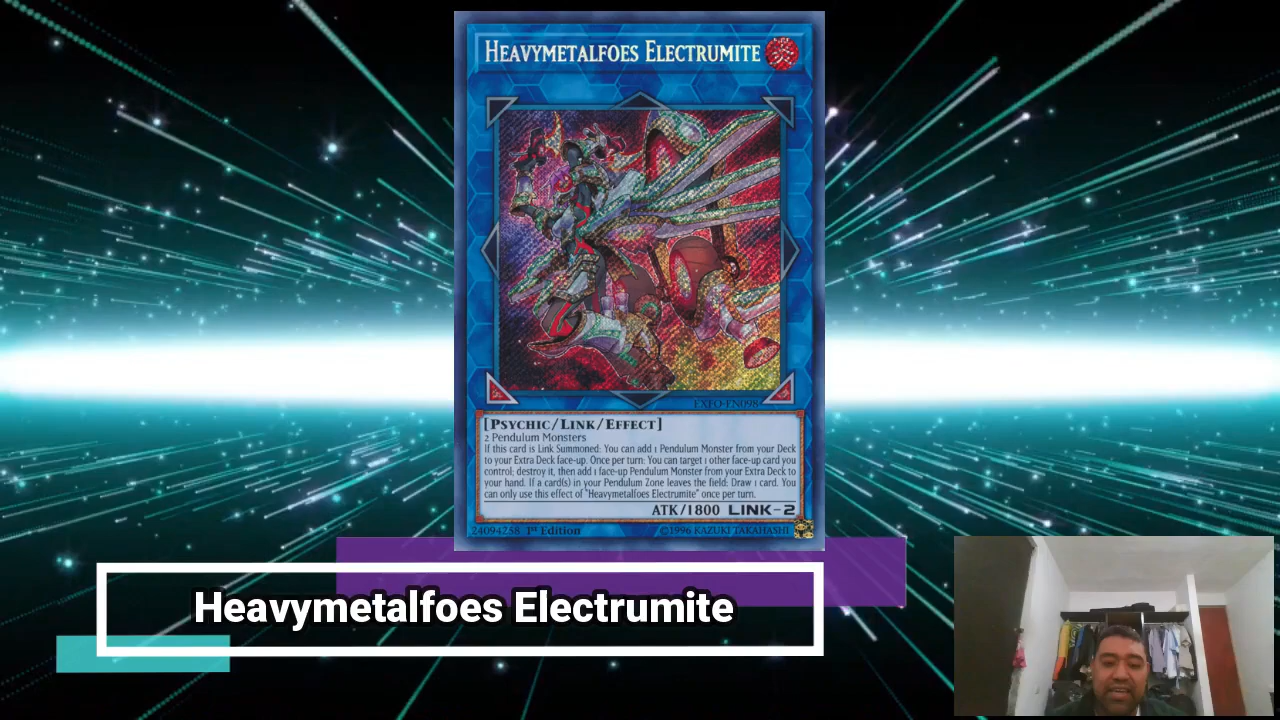 HEAVYMETALFOES ELECTRUMITE
炎
EXFO-EN098
[PSYCHIC/LINK/EFFECT]
2 Pendulum Monsters
If this card is Link Summoned: You can add 1 Pendulum Monster from your Deck
to your Extra Deck face-up. Once per turn: You can target 1 other face-up card you
control; destroy it, then add 1 face-up Pendulum Monster from your Extra Deck to
your hand. If a card(s) in your Pendulum Zone leaves the field: Draw 1 card. You
can only use this effect of "Heavymetalfoes Electrumite" once per turn.
ATK/1800 LINK-2
24094258 1st Edition ©1996 KAZUKI TAKAHASHI
Heavymetalfoes Electrumite